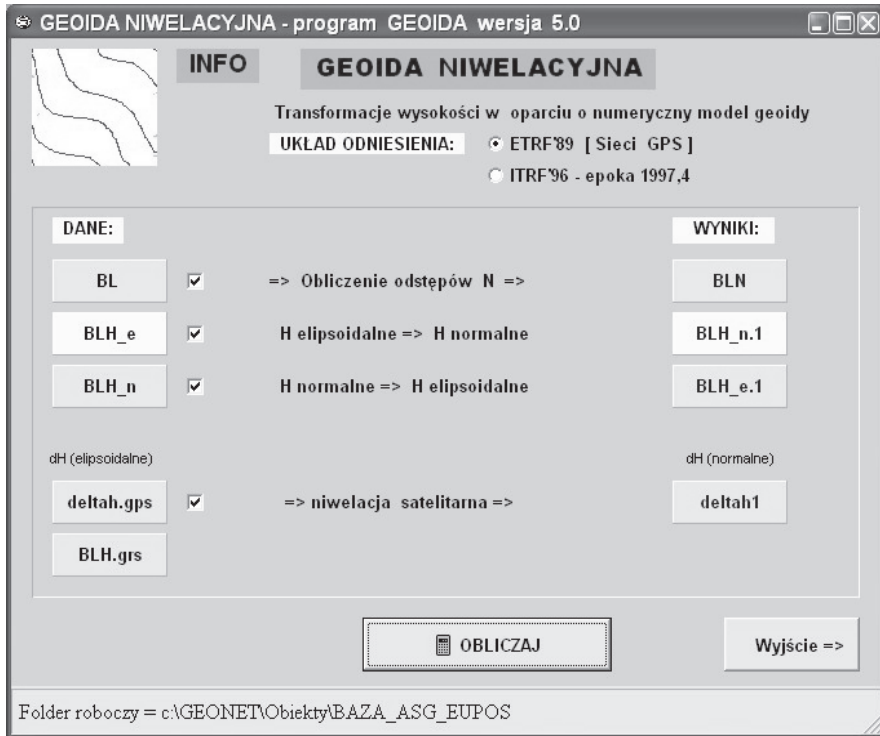 GEOIDA NIWELACYJNA - program GEOIDA wersja 5.0
INFO GEOIDA NIWELACYJNA
Transformacje wysokości w oparciu o numeryczny model geoidy
UKŁAD ODNIESIENIA: ETRF'89 [ Sieci GPS ]
ITRF'96 - epoka 1997,4
DANE: WYNIKI:
BL => Obliczenie odstępów N => BLN
BLH_e H elipsoidalne => H normalne BLH_n.1
BLH_n H normalne => H elipsoidalne BLH_e.1
dH (elipsoidalne) dH (normalne)
deltah.gps => niwelacja satelitarna => deltah1
BLH.grs
OBLICZAJ Wyjście =>
Folder roboczy = c:\GEONET\Obiekty\BAZA_ASG_EUPOS